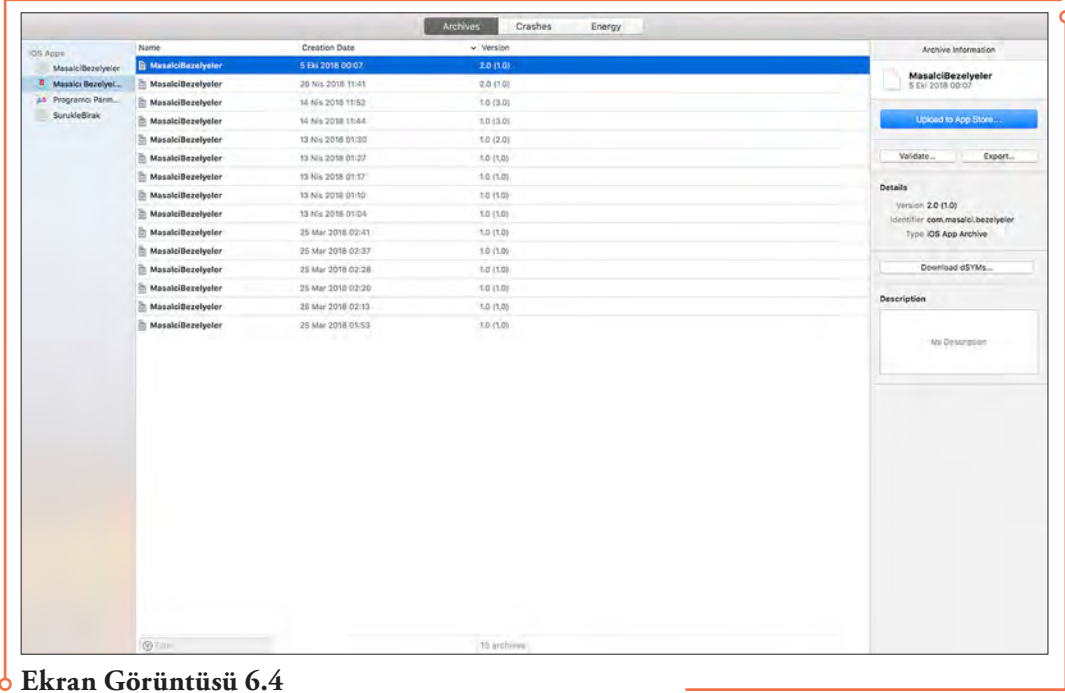 Archives Crashes Energy
iOS Apps
MasalciBezelyeler
Masalcı Bezelyel...
Programcı Parm...
SurukleBirak
Name Creation Date Version
MasalciBezelyeler 5 Eki 2018 00:07 2.0 (1.0)
MasalciBezelyeler 20 Nis 2018 11:41 2.0 (1.0)
MasalciBezelyeler 14 Nis 2018 11:52 1.0 (3.0)
MasalciBezelyeler 14 Nis 2018 11:44 1.0 (3.0)
MasalciBezelyeler 13 Nis 2018 01:30 1.0 (2.0)
MasalciBezelyeler 13 Nis 2018 01:27 1.0 (1.0)
MasalciBezelyeler 13 Nis 2018 01:17 1.0 (1.0)
MasalciBezelyeler 13 Nis 2018 01:10 1.0 (1.0)
MasalciBezelyeler 13 Nis 2018 01:04 1.0 (1.0)
MasalciBezelyeler 25 Mar 2018 02:41 1.0 (1.0)
MasalciBezelyeler 25 Mar 2018 02:37 1.0 (1.0)
MasalciBezelyeler 25 Mar 2018 02:28 1.0 (1.0)
MasalciBezelyeler 25 Mar 2018 02:20 1.0 (1.0)
MasalciBezelyeler 25 Mar 2018 02:13 1.0 (1.0)
MasalciBezelyeler 25 Mar 2018 01:53 1.0 (1.0)
Filter
15 archives
Archive Information
MasalciBezelyeler
5 Eki 2018 00:07
Upload to App Store...
Validate... Export...
Details
Version 2.0 (1.0)
Identifier com.masalci.bezelyeler
Type iOS App Archive
Download dSYMs...
Description
No Description
Ekran Görüntüsü 6.4